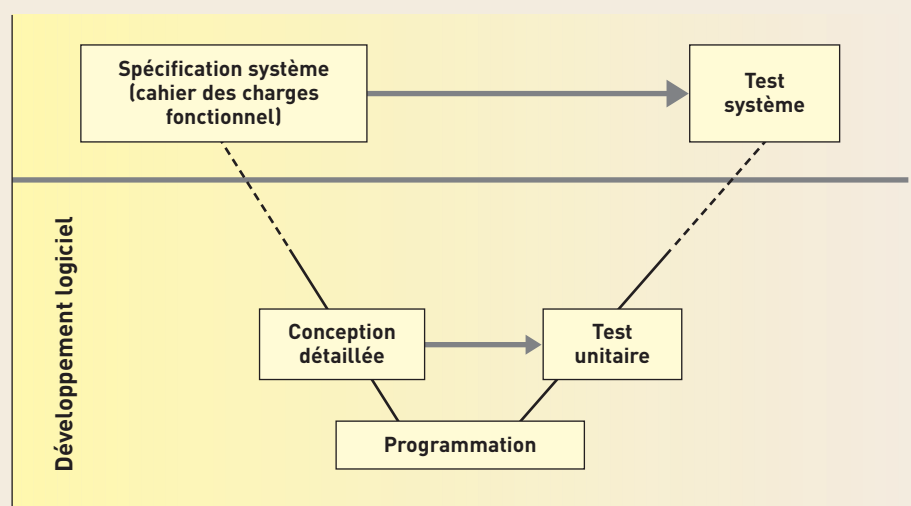 Spécification système
(cahier des charges
fonctionnel)
Test
système
Développement logiciel
Conception
détaillée
Test
unitaire
Programmation